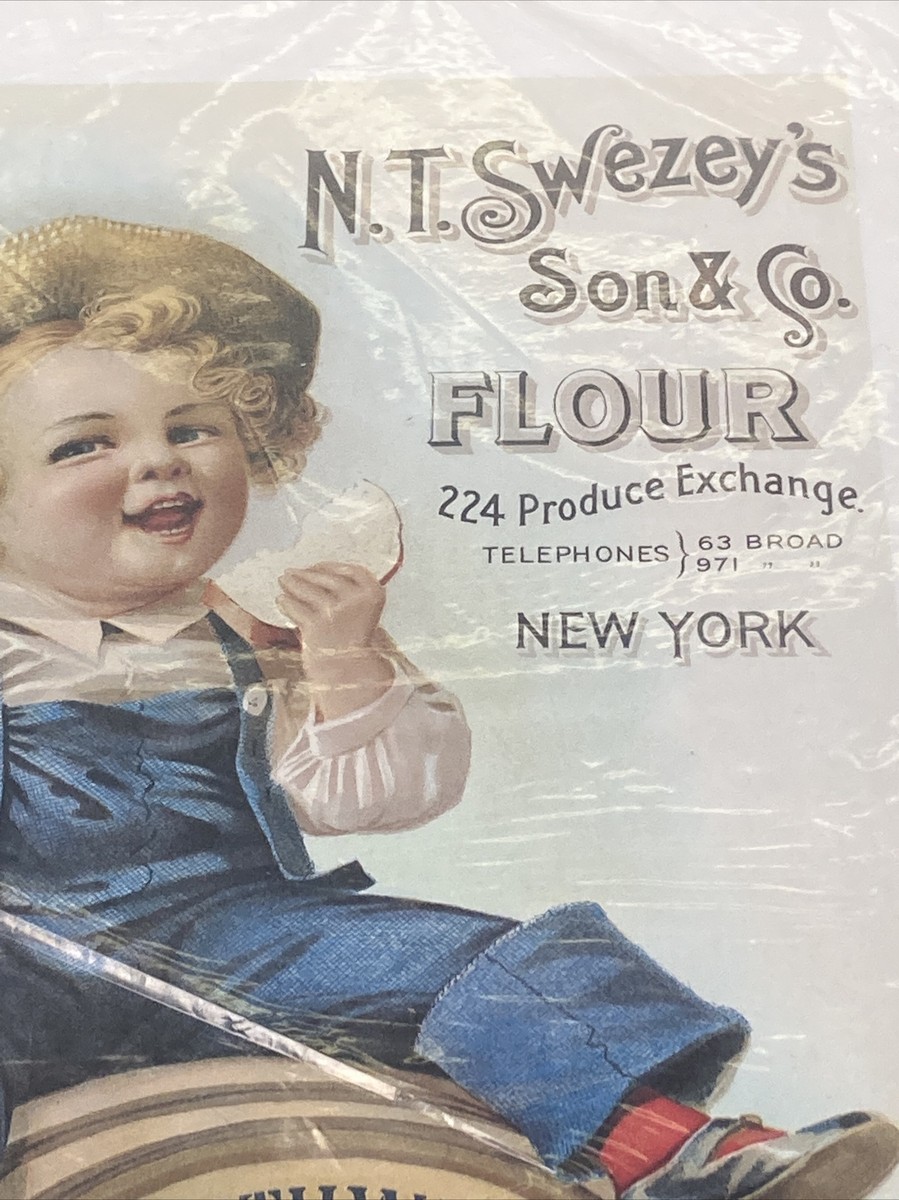 N.T. Swezey's
Son & Co.
FLOUR
224 Produce Exchange.
TELEPHONES } 63 BROAD
971 " "
NEW YORK